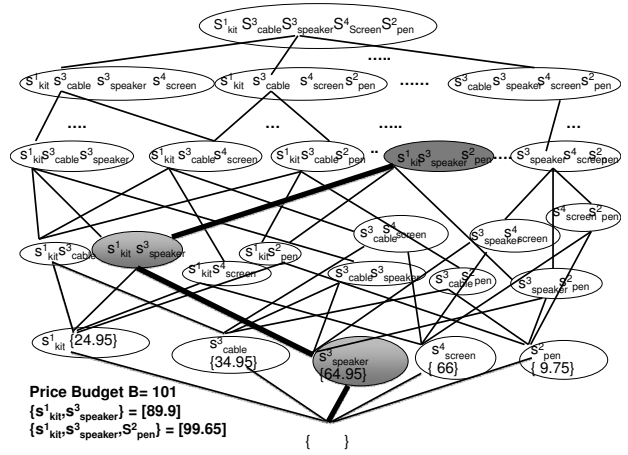 S¹kit S³cable S³speaker S⁴Screen S²pen
.....
S¹kit S³cable S³speaker S⁴screen
S¹kit S³cable S⁴screen S²pen
......
S³cable S³speaker S⁴screen S²pen
....
...
.....
...
S¹kit S³cable S³speaker
S¹kit S³cable S⁴screen
S¹kit S³cable S²pen
..
S¹kit S³speaker S²pen
....
S³speaker S⁴screen S²pen
S⁴screen S²pen
S³cable S⁴screen
S³speaker S⁴screen
S¹kit S³cable
S¹kit S³speaker
S¹kit S²pen
S¹kit S⁴screen
S³cable S³speaker
S³cable S²pen
S³speaker S²pen
S¹kit {24.95}
S³cable {34.95}
S³speaker {64.95}
S⁴screen { 66}
S²pen { 9.75}
Price Budget B= 101
{s¹kit,s³speaker} = [89.9]
{s¹kit,s³speaker,S²pen} = [99.65]
{ }